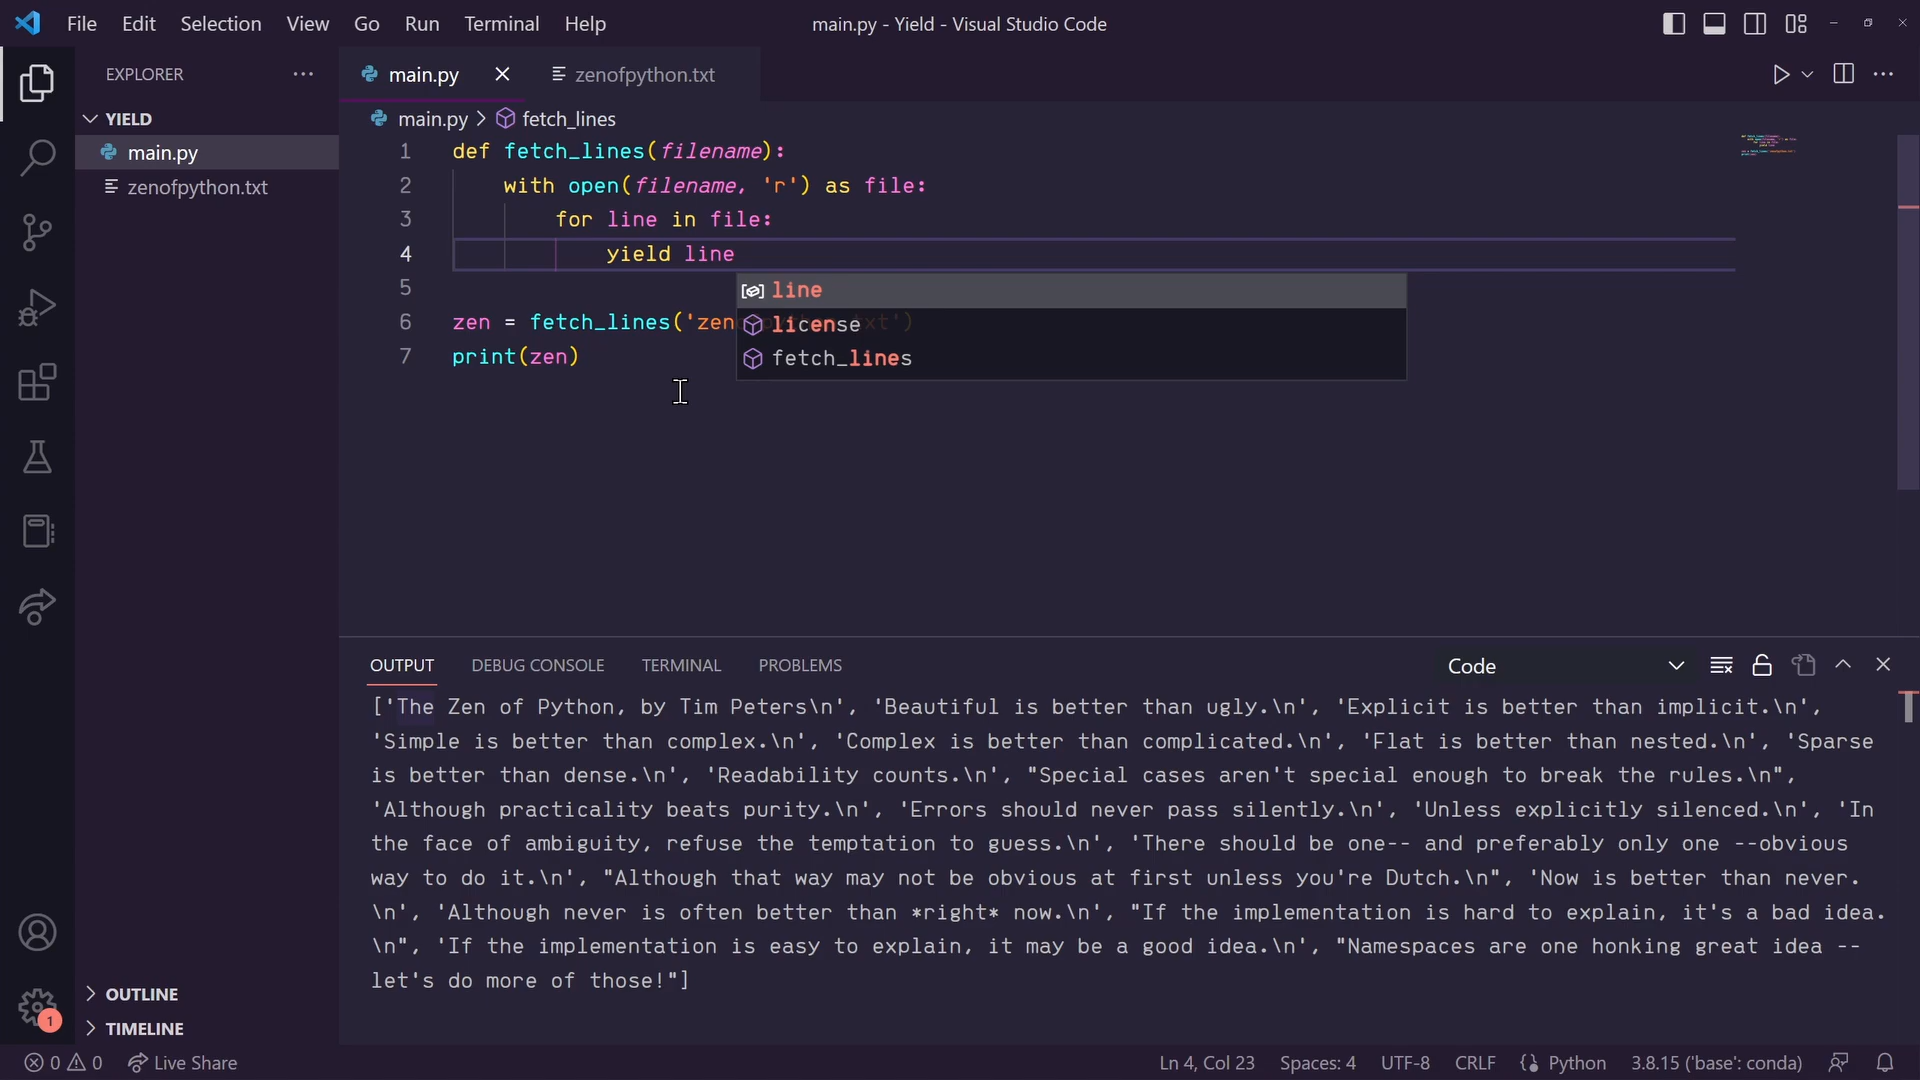 File Edit Selection View Go Run Terminal Help
main.py - Yield - Visual Studio Code
EXPLORER
YIELD
main.py
zenofpython.txt
OUTLINE
TIMELINE
main.py
zenofpython.txt
main.py > fetch_lines
1 def fetch_lines(filename):
2 with open(filename, 'r') as file:
3 for line in file:
4 yield line
5
6 zen = fetch_lines('zen
7 print(zen)
line
license
fetch_lines
OUTPUT DEBUG CONSOLE TERMINAL PROBLEMS
Code
['The Zen of Python, by Tim Peters\n', 'Beautiful is better than ugly.\n', 'Explicit is better than implicit.\n',
'Simple is better than complex.\n', 'Complex is better than complicated.\n', 'Flat is better than nested.\n', 'Sparse
is better than dense.\n', 'Readability counts.\n', "Special cases aren't special enough to break the rules.\n",
'Although practicality beats purity.\n', 'Errors should never pass silently.\n', 'Unless explicitly silenced.\n', 'In
the face of ambiguity, refuse the temptation to guess.\n', 'There should be one-- and preferably only one --obvious
way to do it.\n', "Although that way may not be obvious at first unless you're Dutch.\n", 'Now is better than never.
\n', 'Although never is often better than *right* now.\n', "If the implementation is hard to explain, it's a bad idea.
\n", 'If the implementation is easy to explain, it may be a good idea.\n', "Namespaces are one honking great idea --
let's do more of those!"]
1
0 0 Live Share
Ln 4, Col 23 Spaces: 4 UTF-8 CRLF Python 3.8.15 ('base': conda)